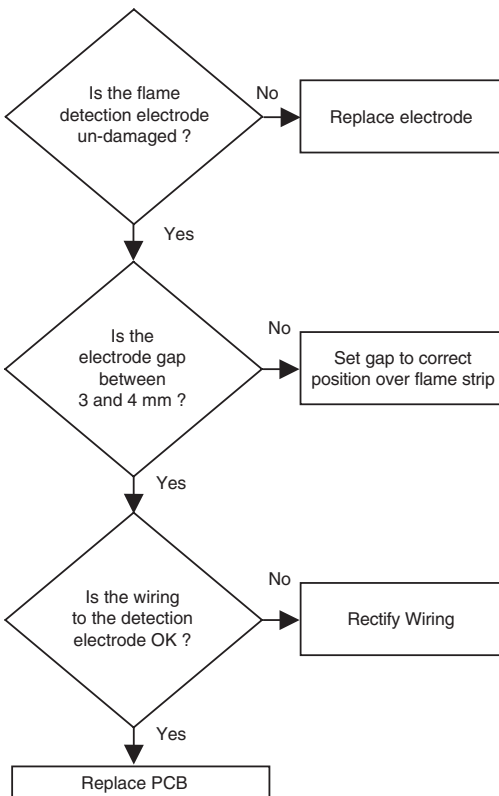 Is the flame
detection electrode
un-damaged ?
No
Replace electrode
Yes
Is the
electrode gap
between
3 and 4 mm ?
No
Set gap to correct
position over flame strip
Yes
Is the wiring
to the detection
electrode OK ?
No
Rectify Wiring
Yes
Replace PCB